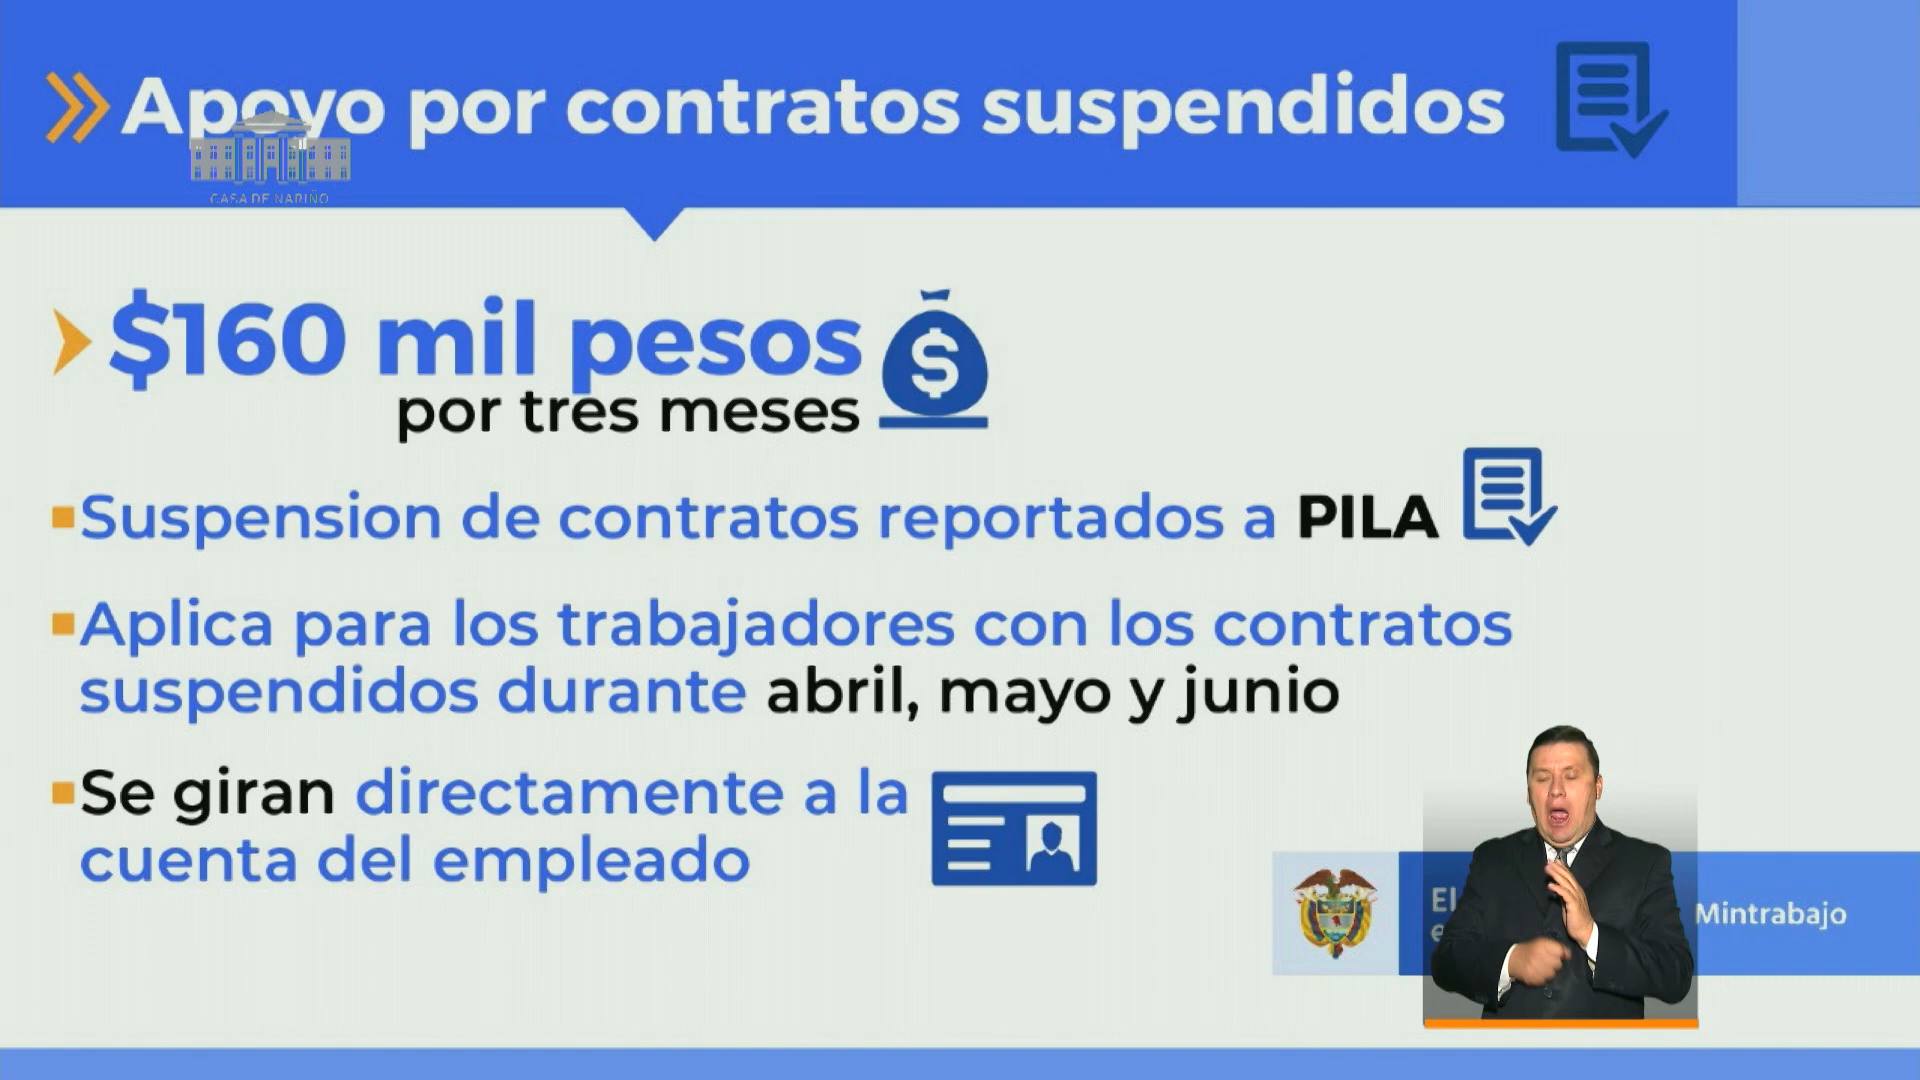 Apoyo por contratos suspendidos
CASA DE NARIÑO
$160 mil pesos
por tres meses
Suspension de contratos reportados a PILA
Aplica para los trabajadores con los contratos
suspendidos durante abril, mayo y junio
Se giran directamente a la
cuenta del empleado
El
Mintrabajo